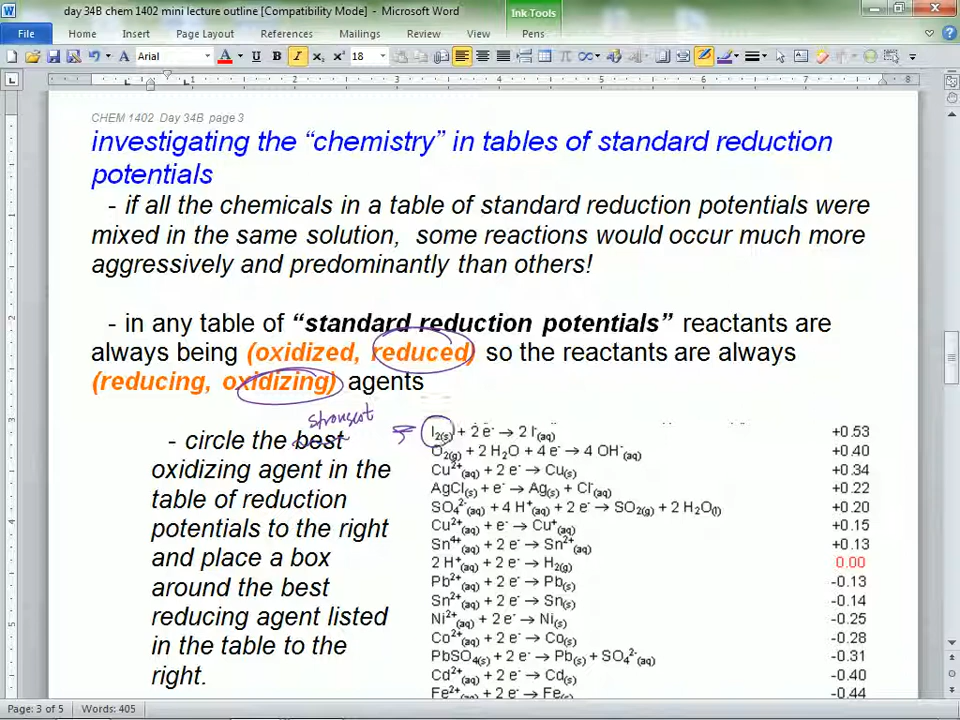 day 34B chem 1402 mini lecture outline [Compatibility Mode] - Microsoft Word
Ink Tools
File Home Insert Page Layout References Mailings Review View Pens
Arial 18
1 2 3 4 5 6 7 8
CHEM 1402 Day 34B page 3
investigating the “chemistry” in tables of standard reduction
potentials
- if all the chemicals in a table of standard reduction potentials were
mixed in the same solution, some reactions would occur much more
aggressively and predominantly than others!
- in any table of “standard reduction potentials” reactants are
always being (oxidized, reduced) so the reactants are always
(reducing, oxidizing) agents
strongest
- circle the best
oxidizing agent in the
table of reduction
potentials to the right
and place a box
around the best
reducing agent listed
in the table to the
right.
I2(s) + 2 e- → 2 I-(aq) +0.53
O2(g) + 2 H2O + 4 e- → 4 OH-(aq) +0.40
Cu2+(aq) + 2 e- → Cu(s) +0.34
AgCl(s) + e- → Ag(s) + Cl-(aq) +0.22
SO42-(aq) + 4 H+(aq) + 2 e- → SO2(g) + 2 H2O(l) +0.20
Cu2+(aq) + e- → Cu+(aq) +0.15
Sn4+(aq) + 2 e- → Sn2+(aq) +0.13
2 H+(aq) + 2 e- → H2(g) 0.00
Pb2+(aq) + 2 e- → Pb(s) -0.13
Sn2+(aq) + 2 e- → Sn(s) -0.14
Ni2+(aq) + 2 e- → Ni(s) -0.25
Co2+(aq) + 2 e- → Co(s) -0.28
PbSO4(s) + 2 e- → Pb(s) + SO42-(aq) -0.31
Cd2+(aq) + 2 e- → Cd(s) -0.40
Fe2+(aq) + 2 e- → Fe(s) -0.44
Page: 3 of 5 Words: 405